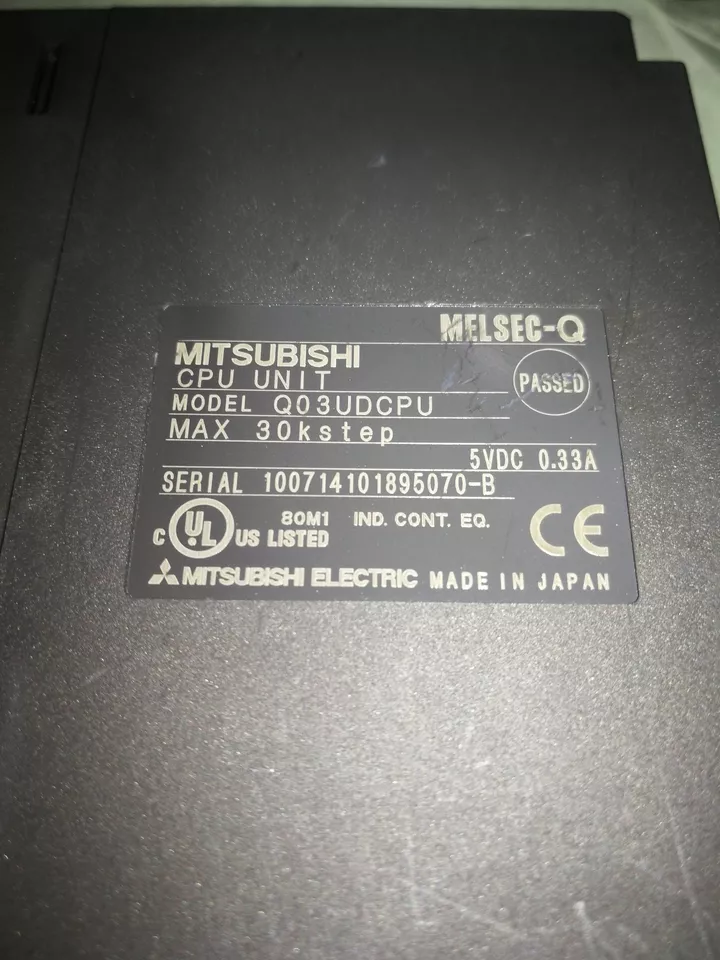 MELSEC-Q
MITSUBISHI
CPU UNIT
PASSED
MODEL Q03UDCPU
MAX 30kstep
5VDC 0.33A
SERIAL 100714101895070-B
C UL US LISTED 80M1 IND. CONT. EQ. CE
MITSUBISHI ELECTRIC MADE IN JAPAN